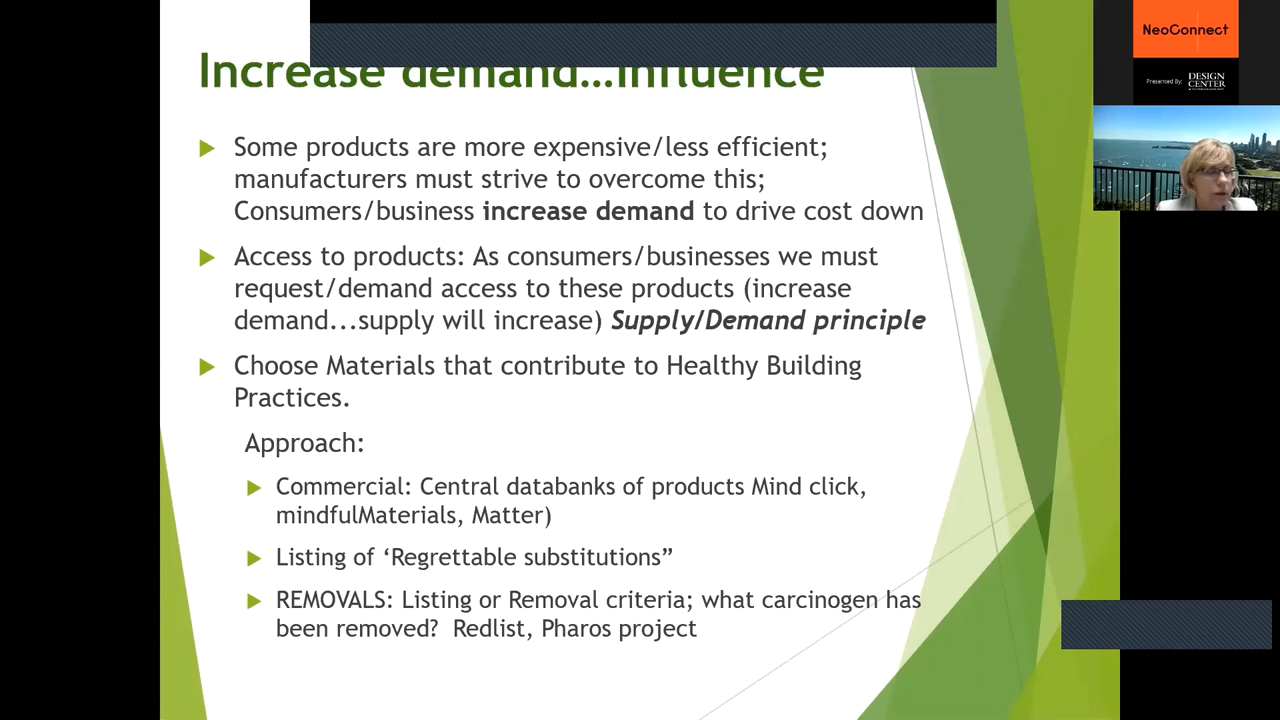 Increase demand...influence
Some products are more expensive/less efficient;
manufacturers must strive to overcome this;
Consumers/business increase demand to drive cost down
Access to products: As consumers/businesses we must
request/demand access to these products (increase
demand...supply will increase) Supply/Demand principle
Choose Materials that contribute to Healthy Building
Practices.
Approach:
Commercial: Central databanks of products Mind click,
mindfulMaterials, Matter)
Listing of ‘Regrettable substitutions”
REMOVALS: Listing or Removal criteria; what carcinogen has
been removed? Redlist, Pharos project
NeoConnect
Presented By: DESIGN
CENTER